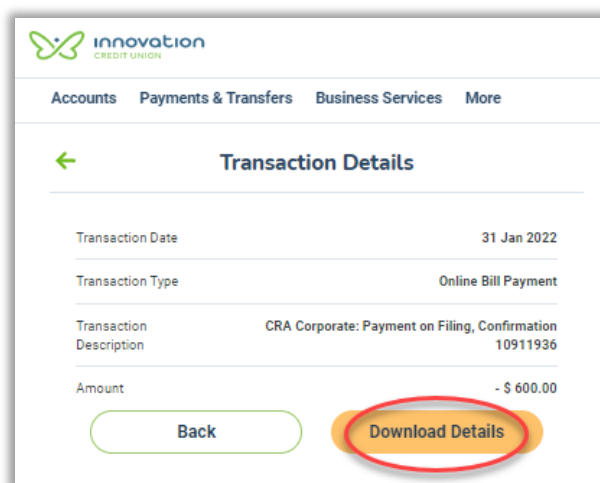 innovation
CREDIT UNION
Accounts Payments & Transfers Business Services More
Transaction Details
Transaction Date 31 Jan 2022
Transaction Type Online Bill Payment
Transaction Description CRA Corporate: Payment on Filing, Confirmation 10911936
Amount - $ 600.00
Back Download Details